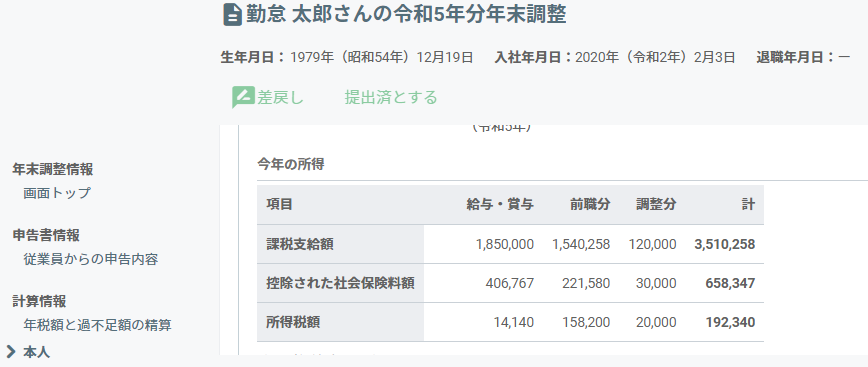 勤怠 太郎さんの令和5年分年末調整
生年月日： 1979年（昭和54年）12月19日 入社年月日：2020年（令和2年）2月3日 退職年月日：ー
差戻し 提出済とする
（令和5年）
年末調整情報
画面トップ
申告書情報
従業員からの申告内容
計算情報
年税額と過不足額の精算
本人
今年の所得
項目 給与・賞与 前職分 調整分 計
課税支給額 1,850,000 1,540,258 120,000 3,510,258
控除された社会保険料額 406,767 221,580 30,000 658,347
所得税額 14,140 158,200 20,000 192,340